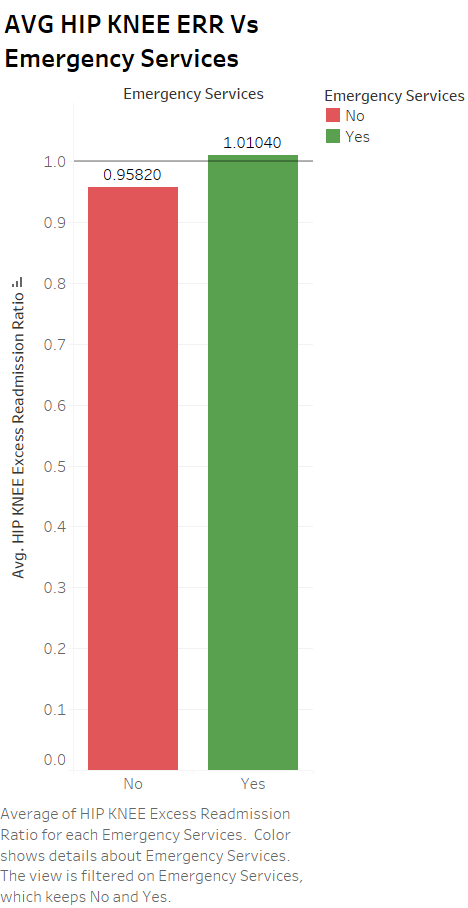 AVG HIP KNEE ERR Vs
Emergency Services
Emergency Services
Emergency Services
No
Yes
1.01040
0.95820
1.0
0.9
0.8
0.7
0.6
0.5
0.4
0.3
0.2
0.1
0.0
Avg. HIP KNEE Excess Readmission Ratio
No
Yes
Average of HIP KNEE Excess Readmission
Ratio for each Emergency Services.  Color
shows details about Emergency Services.
The view is filtered on Emergency Services,
which keeps No and Yes.